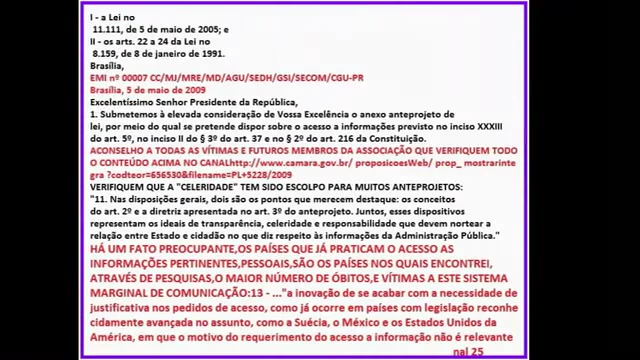 I - a Lei no
11.111, de 5 de maio de 2005; e
II - os arts. 22 a 24 da Lei no
8.159, de 8 de janeiro de 1991.
Brasília,
EMI nº 00007 CC/MJ/MRE/MD/AGU/SEDH/GSI/SECOM/CGU-PR
Brasília, 5 de maio de 2009
Excelentíssimo Senhor Presidente da República,
1. Submetemos à elevada consideração de Vossa Excelência o anexo anteprojeto de
lei, por meio do qual se pretende dispor sobre o acesso a informações previsto no inciso XXXIII
do art. 5º, no inciso II do § 3º do art. 37 e no § 2º do art. 216 da Constituição.
ACONSELHO A TODAS AS VÍTIMAS E FUTUROS MEMBROS DA ASSOCIAÇÃO QUE VERIFIQUEM TODO
O CONTEÚDO ACIMA NO CANALhttp://www.camara.gov.br/ proposicoesWeb/ prop_ mostrarinte
gra ?codteor=656530&filename=PL+5228/2009
VERIFIQUEM QUE A "CELERIDADE" TEM SIDO ESCOLPO PARA MUITOS ANTEPROJETOS:
"11. Nas disposições gerais, dois são os pontos que merecem destaque: os conceitos
do art. 2º e a diretriz apresentada no art. 3º do anteprojeto. Juntos, esses dispositivos
representam os ideais de transparência, celeridade e responsabilidade que devem nortear a
relação entre Estado e cidadão no que diz respeito às informações da Administração Pública."
HÁ UM FATO PREOCUPANTE,OS PAÍSES QUE JÁ PRATICAM O ACESSO AS
INFORMAÇÕES PERTINENTES,PESSOAIS,SÃO OS PAÍSES NOS QUAIS ENCONTREI,
ATRAVÉS DE PESQUISAS,O MAIOR NÚMERO DE ÓBITOS,E VÍTIMAS A ESTE SISTEMA
MARGINAL DE COMUNICAÇÃO:13 - ..."a inovação de se acabar com a necessidade de
justificativa nos pedidos de acesso, como já ocorre em países com legislação reconhe
cidamente avançada no assunto, como a Suécia, o México e os Estados Unidos da
América, em que o motivo do requerimento do acesso a informação não é relevante
nal 25